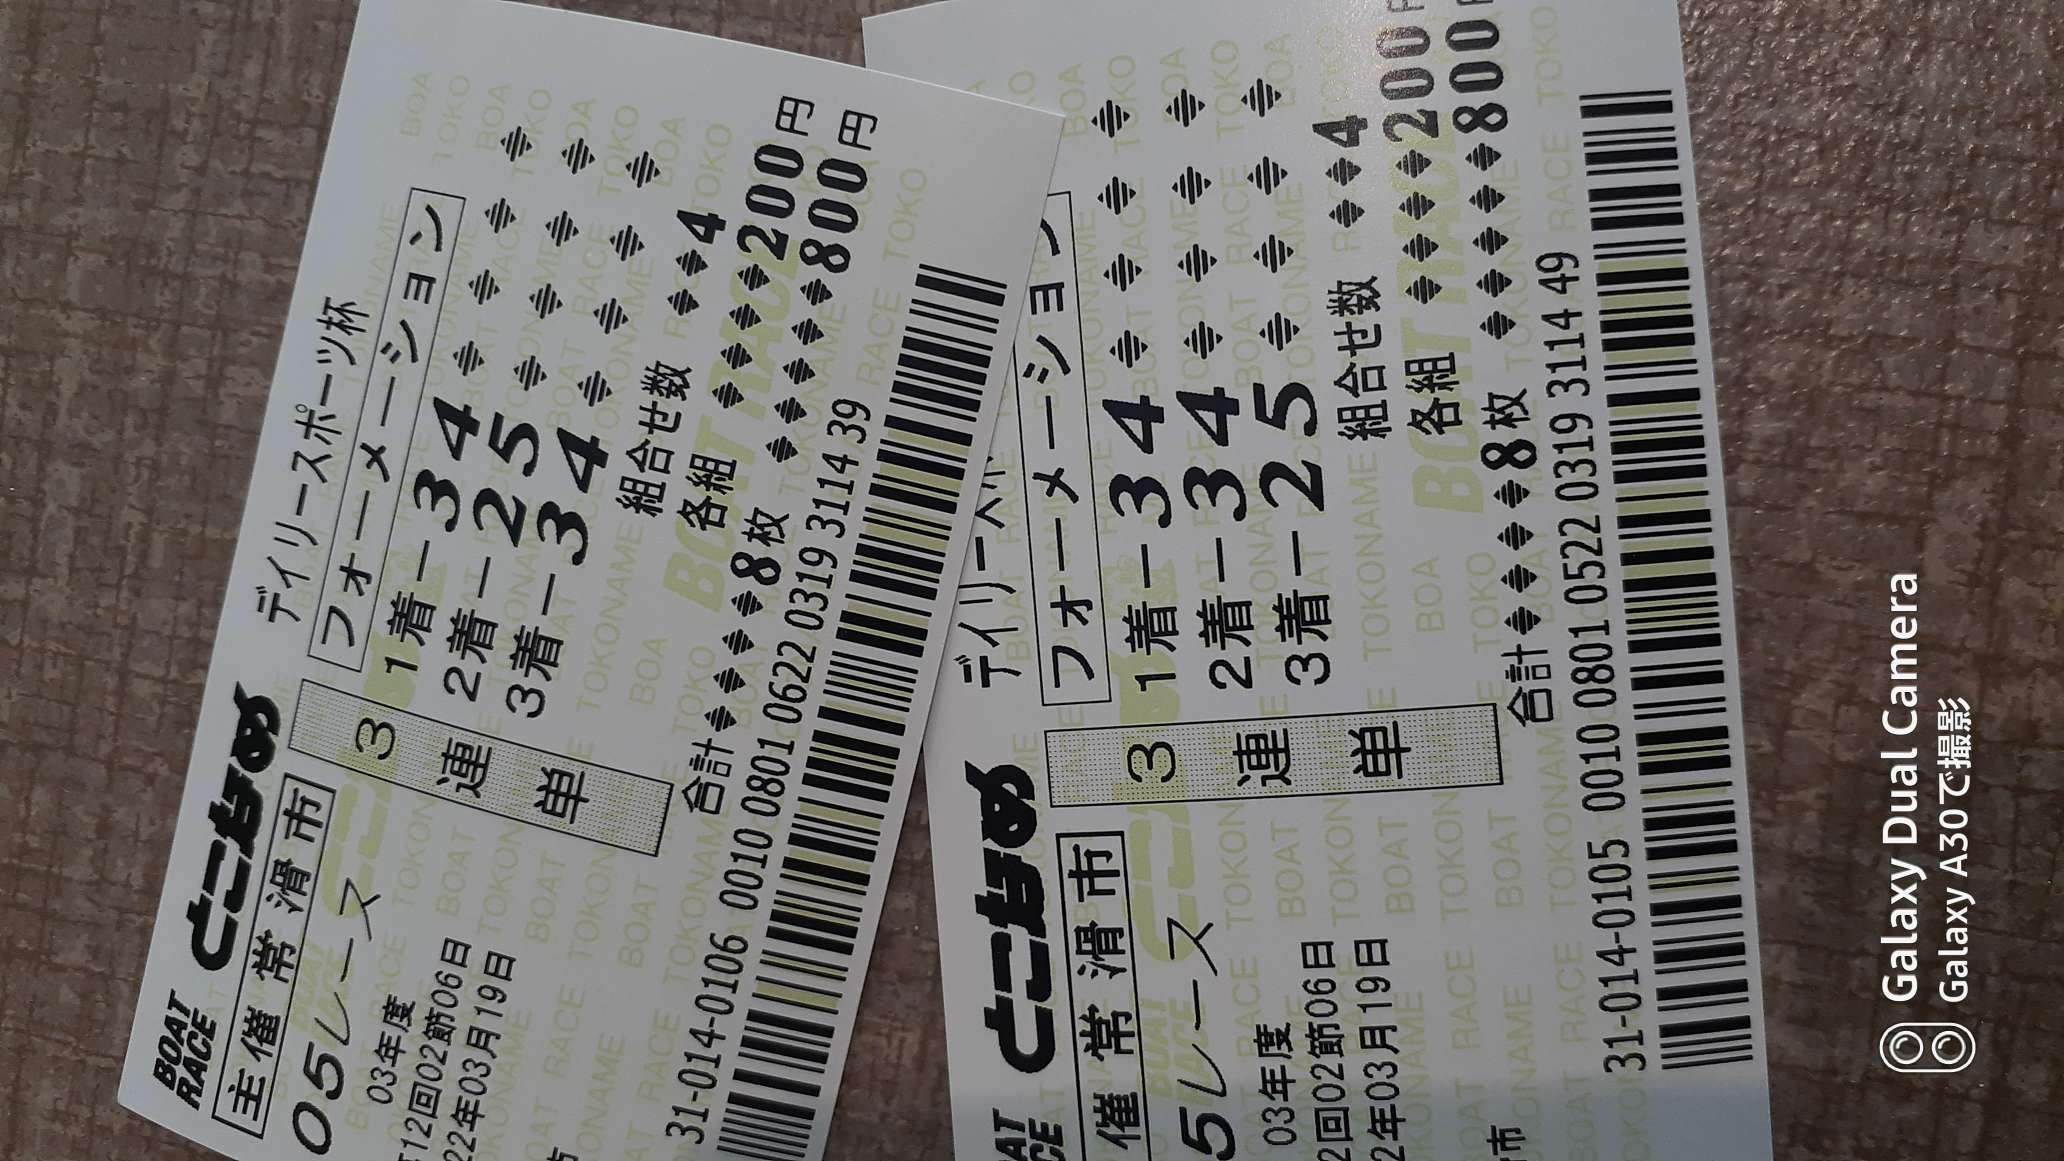 BOAT
RACE
とこなめ
デイリースポーツ杯
主催 常滑市
フォーメーション
05レース
3
連
単
1着－34
2着－25
3着－34
03年度
12回02節06日
22年03月19日
組合せ数 4
各組 200円
合計 8枚 800円
31-014-0106 0010 0801 0622 0319 3114 39
AT
CE
とこなめ
デイリース
催 常滑市
フォーメーション
5レース
3
連
単
1着－34
2着－34
3着－25
03年度
2回02節06日
2年03月19日
市
組合せ数 4
各組 200円
合計 8枚 800円
31-014-0105 0010 0801 0522 0319 3114 49
Galaxy Dual Camera
Galaxy A30で撮影